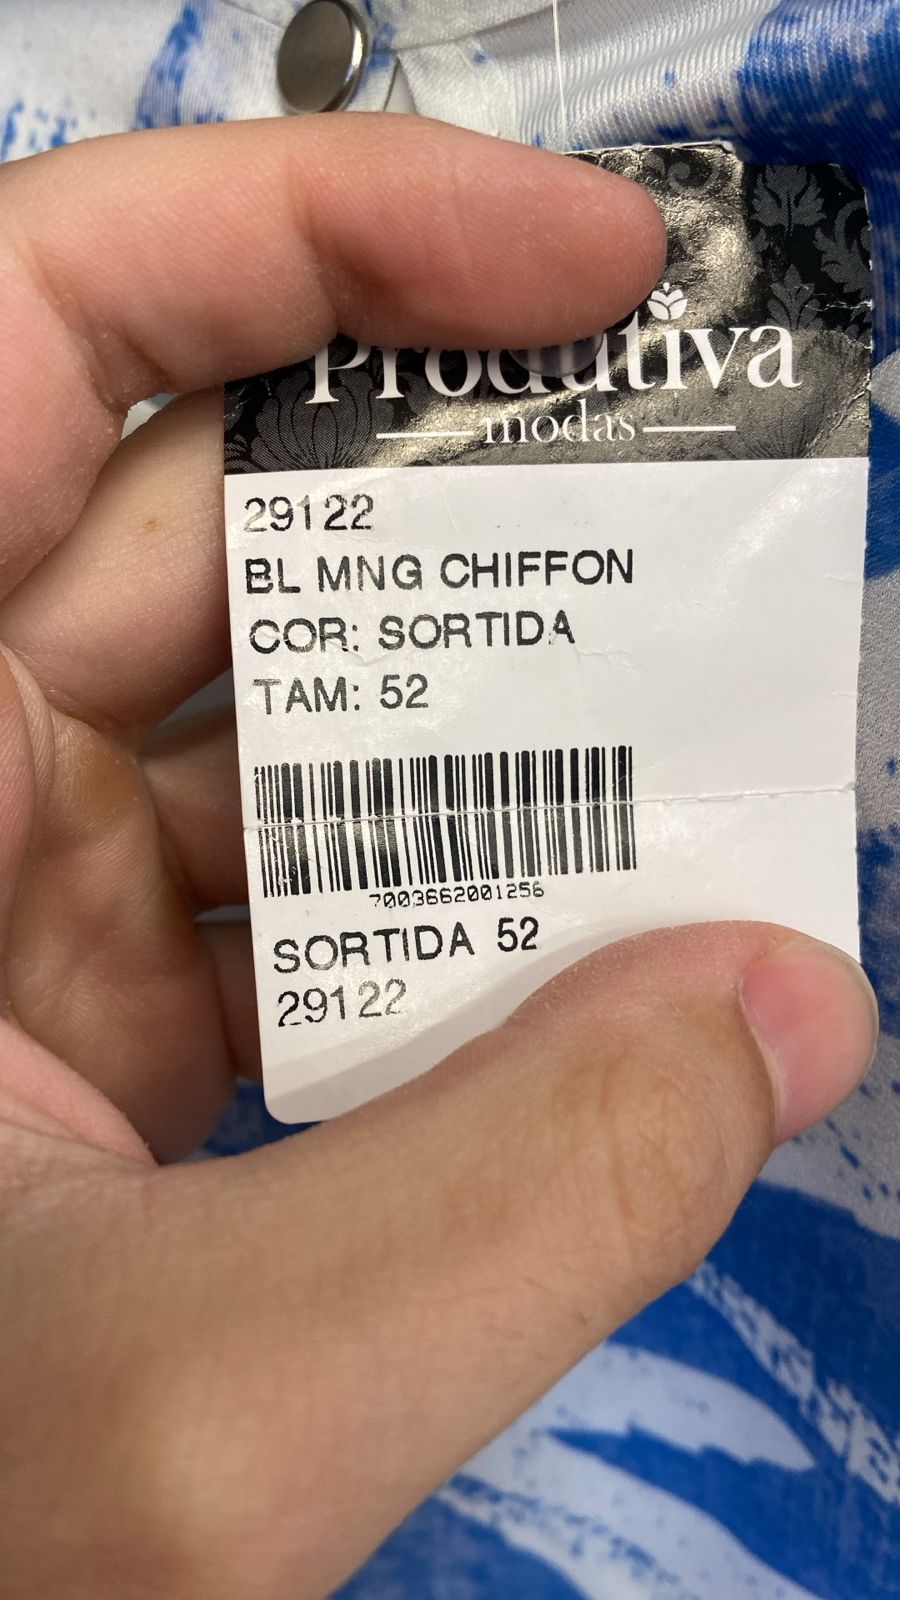 Produtiva
modas
29122
BL MNG CHIFFON
COR: SORTIDA
TAM: 52
7003662001256
SORTIDA 52
29122